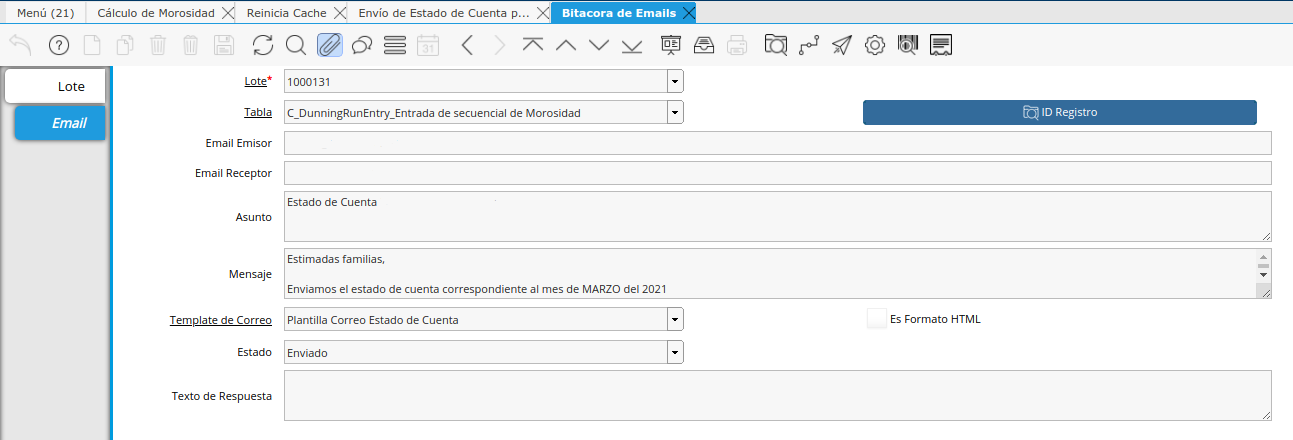 Menú (21) Cálculo de Morosidad Reinicia Cache Envío de Estado de Cuenta p... Bitacora de Emails
31
Lote
Email
Lote* 1000131
Tabla C_DunningRunEntry_Entrada de secuencial de Morosidad ID Registro
Email Emisor
Email Receptor
Asunto Estado de Cuenta
Mensaje Estimadas familias,
Enviamos el estado de cuenta correspondiente al mes de MARZO del 2021
Template de Correo Plantilla Correo Estado de Cuenta Es Formato HTML
Estado Enviado
Texto de Respuesta